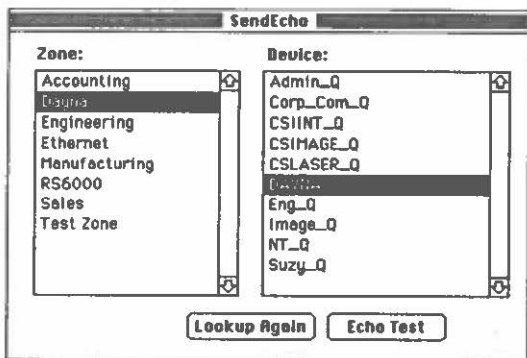 SendEcho
Zone:
Accounting
Engineering
Ethernet
Manufacturing
RS6000
Sales
Test Zone
Device:
Admin_Q
Corp_Com_Q
CSIINT_Q
CSIMAGE_Q
CSLASER_Q
Eng_Q
Image_Q
NT_Q
Suzy_Q
Lookup Again
Echo Test